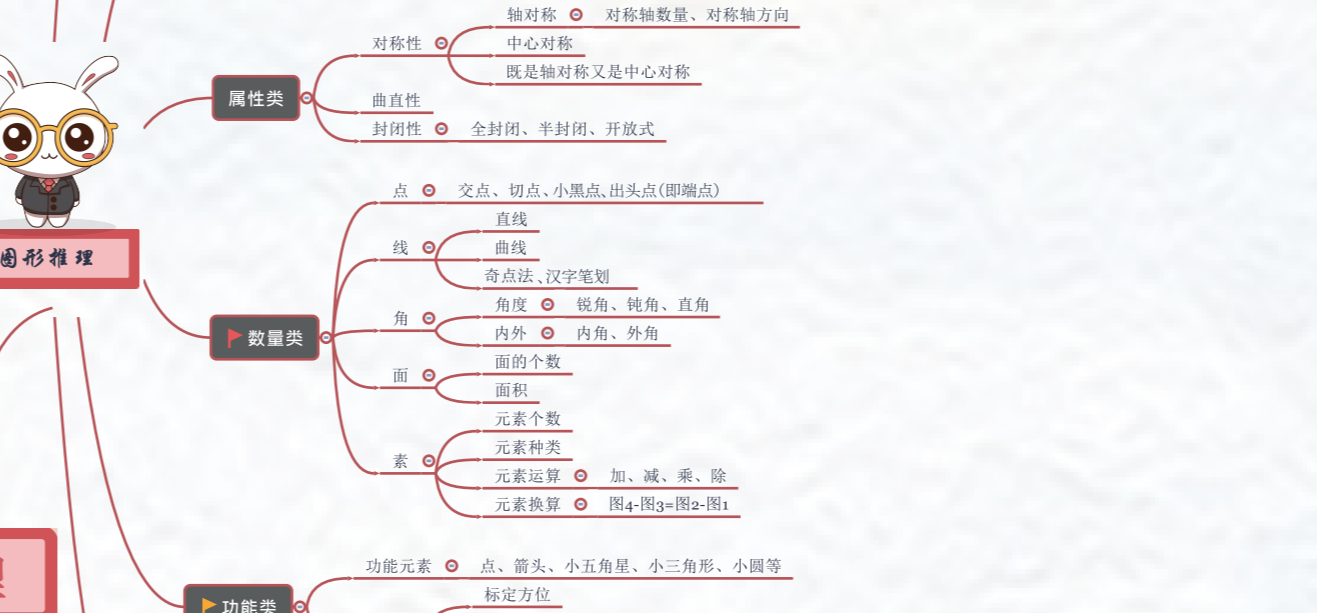 轴对称 对称轴数量、对称轴方向
对称性 中心对称
既是轴对称又是中心对称
属性类 曲直性
封闭性 全封闭、半封闭、开放式
点 交点、切点、小黑点、出头点(即端点)
直线
线 曲线
奇点法、汉字笔划
图形推理
角度 锐角、钝角、直角
角
内外 内角、外角
数量类
面的个数
面
面积
元素个数
元素种类
素
元素运算 加、减、乘、除
元素换算 图4-图3=图2-图1
功能元素 点、箭头、小五角星、小三角形、小圆等
标定方位
功能类